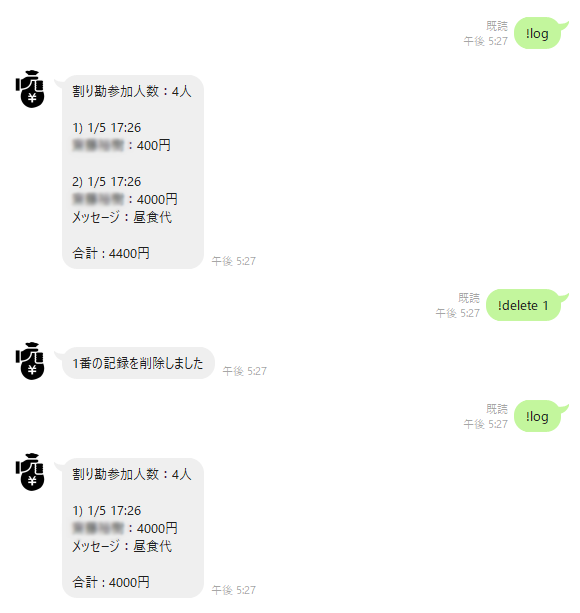 既読
午後 5:27
!log
割り勘参加人数：4人
1) 1/5 17:26
：400円
2) 1/5 17:26
：4000円
メッセージ：昼食代
合計 : 4400円
午後 5:27
既読
午後 5:27
!delete 1
1番の記録を削除しました
午後 5:27
既読
午後 5:27
!log
割り勘参加人数：4人
1) 1/5 17:26
：4000円
メッセージ：昼食代
合計 : 4000円
午後 5:27